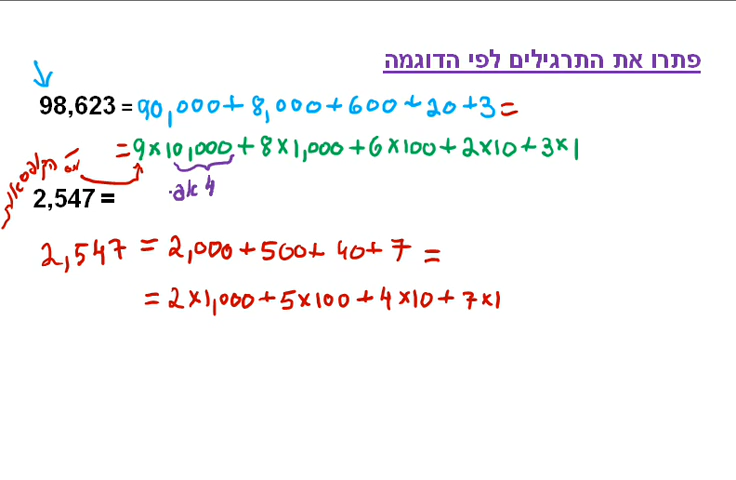 פתרו את התרגילים לפי הדוגמה
98,623 = 90,000 + 8,000 + 600 + 20 + 3 =
= 9 × 10,000 + 8 × 1,000 + 6 × 100 + 2 × 10 + 3 × 1
4 אפ'
2,547 =
2,547 = 2,000 + 500 + 40 + 7 =
= 2 × 1,000 + 5 × 100 + 4 × 10 + 7 × 1